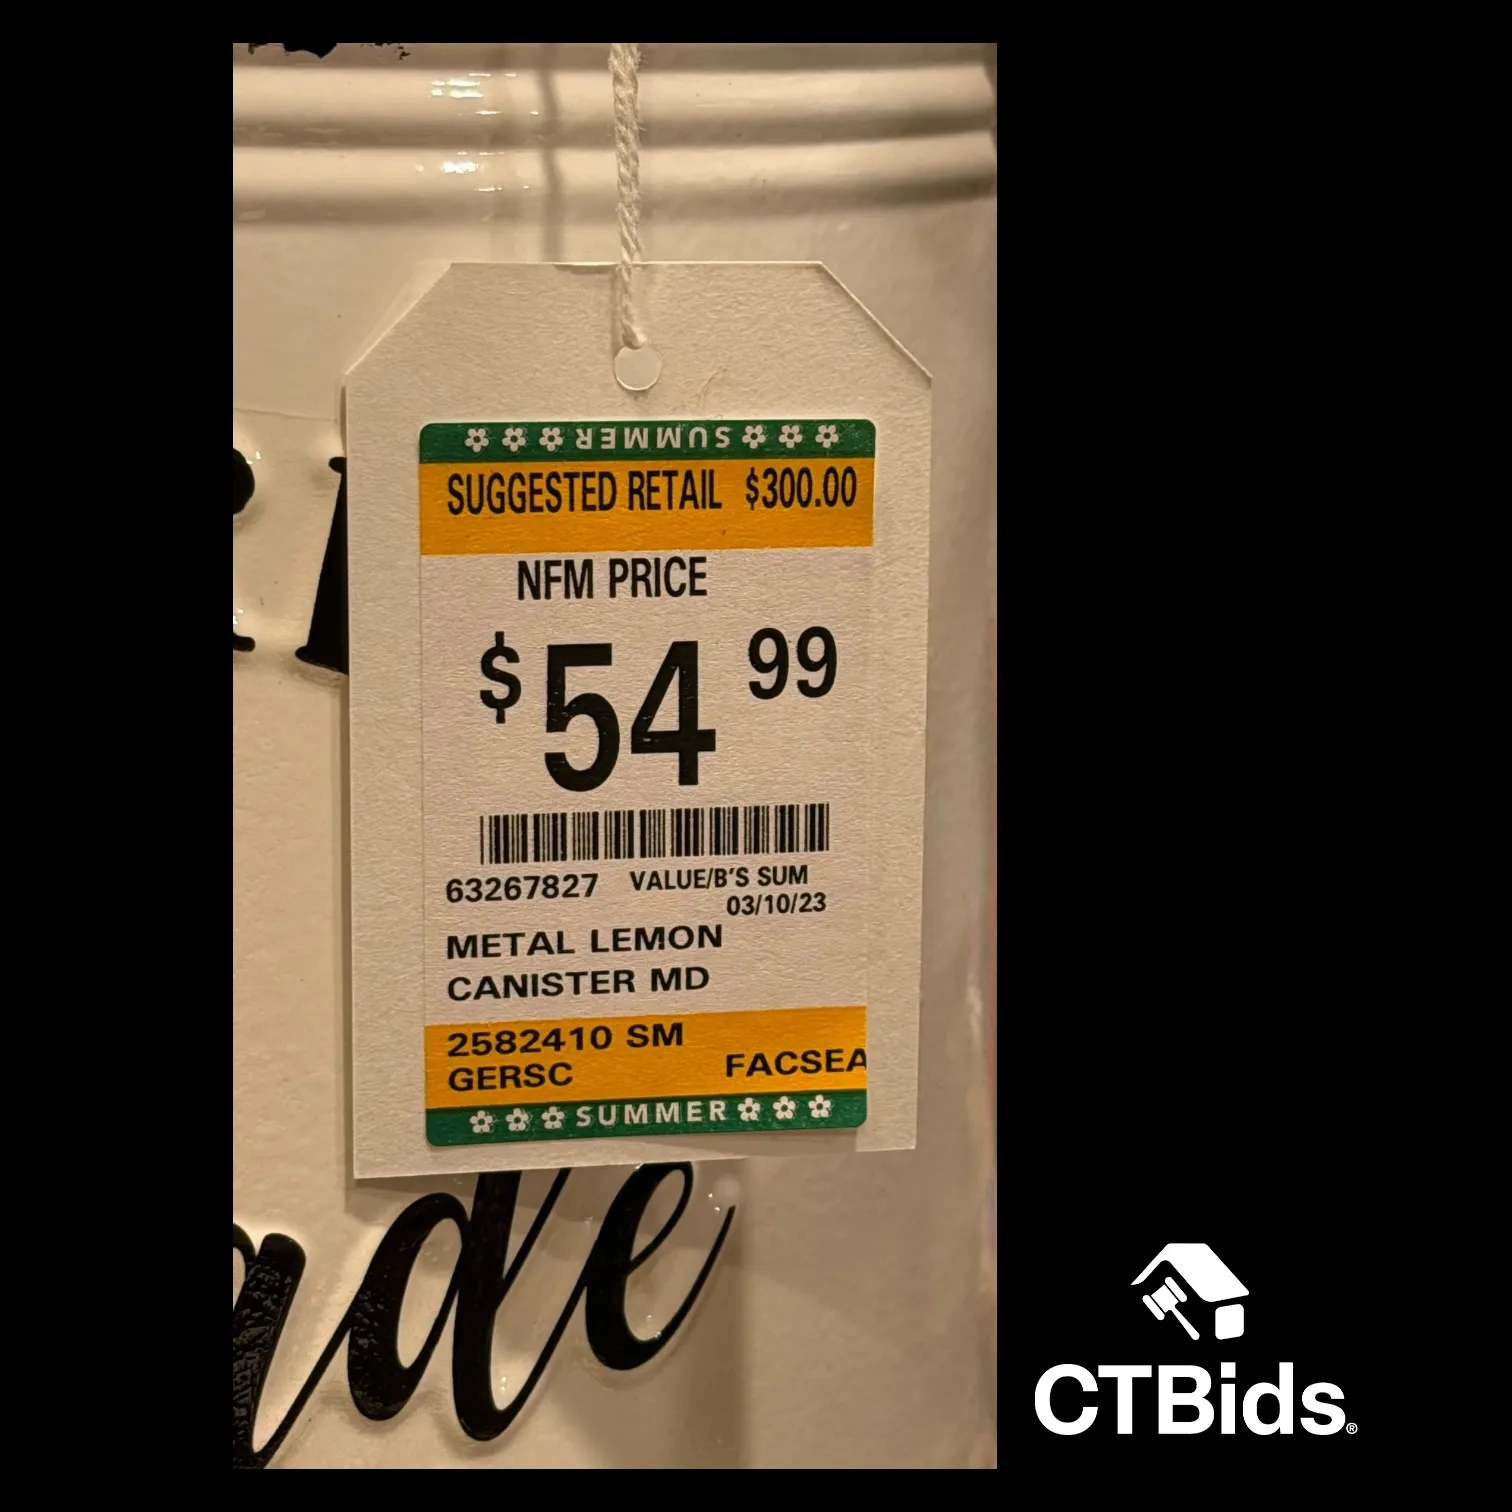 SUMMER
SUGGESTED RETAIL $300.00
NFM PRICE
$54 99
63267827 VALUE/B'S SUM
03/10/23
METAL LEMON
CANISTER MD
2582410 SM
GERSC FACSEA
SUMMER
ade
CTBids®